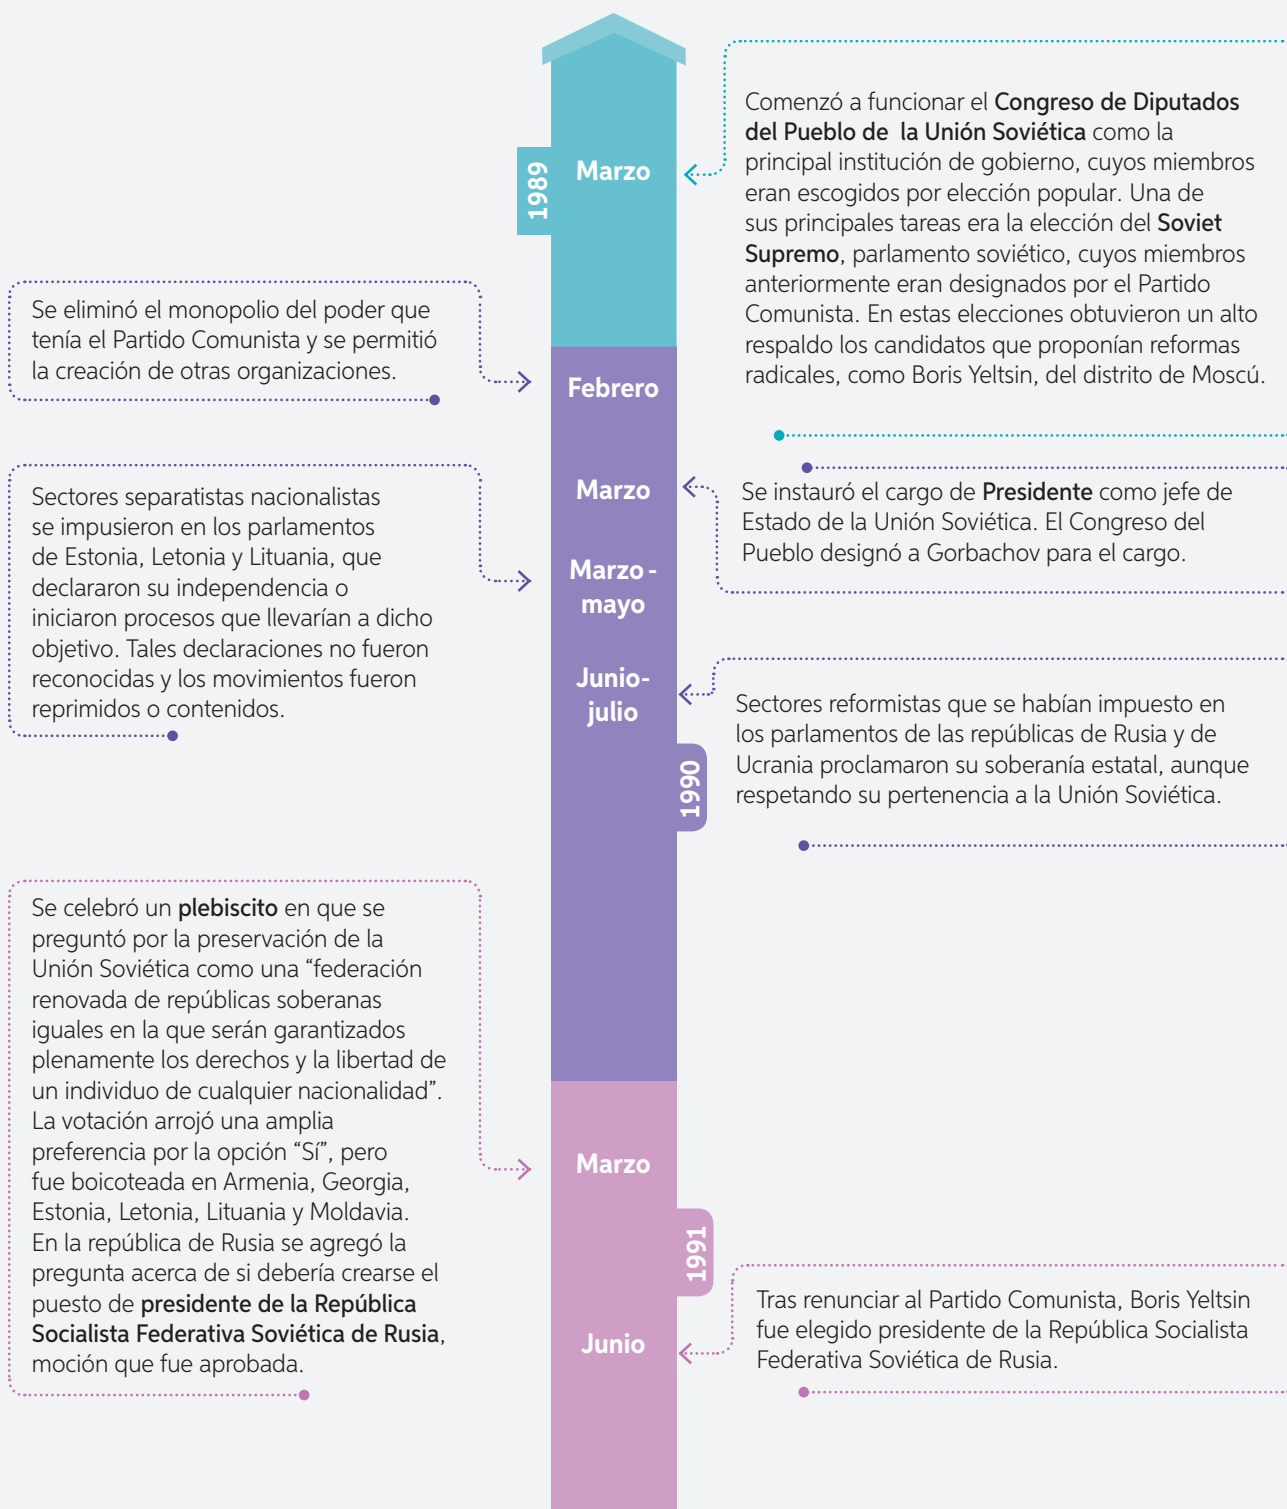 1989
Marzo
Comenzó a funcionar el Congreso de Diputados
del Pueblo de la Unión Soviética como la
principal institución de gobierno, cuyos miembros
eran escogidos por elección popular. Una de
sus principales tareas era la elección del Soviet
Supremo, parlamento soviético, cuyos miembros
anteriormente eran designados por el Partido
Comunista. En estas elecciones obtuvieron un alto
respaldo los candidatos que proponían reformas
radicales, como Boris Yeltsin, del distrito de Moscú.
Se eliminó el monopolio del poder que
tenía el Partido Comunista y se permitió
la creación de otras organizaciones.
Febrero
Marzo
Se instauró el cargo de Presidente como jefe de
Estado de la Unión Soviética. El Congreso del
Pueblo designó a Gorbachov para el cargo.
Sectores separatistas nacionalistas
se impusieron en los parlamentos
de Estonia, Letonia y Lituania, que
declararon su independencia o
iniciaron procesos que llevarían a dicho
objetivo. Tales declaraciones no fueron
reconocidas y los movimientos fueron
reprimidos o contenidos.
Marzo -
mayo
Junio-
julio
1990
Sectores reformistas que se habían impuesto en
los parlamentos de las repúblicas de Rusia y de
Ucrania proclamaron su soberanía estatal, aunque
respetando su pertenencia a la Unión Soviética.
Se celebró un plebiscito en que se
preguntó por la preservación de la
Unión Soviética como una “federación
renovada de repúblicas soberanas
iguales en la que serán garantizados
plenamente los derechos y la libertad de
un individuo de cualquier nacionalidad”.
La votación arrojó una amplia
preferencia por la opción “Sí”, pero
fue boicoteada en Armenia, Georgia,
Estonia, Letonia, Lituania y Moldavia.
En la república de Rusia se agregó la
pregunta acerca de si debería crearse el
puesto de presidente de la República
Socialista Federativa Soviética de Rusia,
moción que fue aprobada.
Marzo
1991
Junio
Tras renunciar al Partido Comunista, Boris Yeltsin
fue elegido presidente de la República Socialista
Federativa Soviética de Rusia.